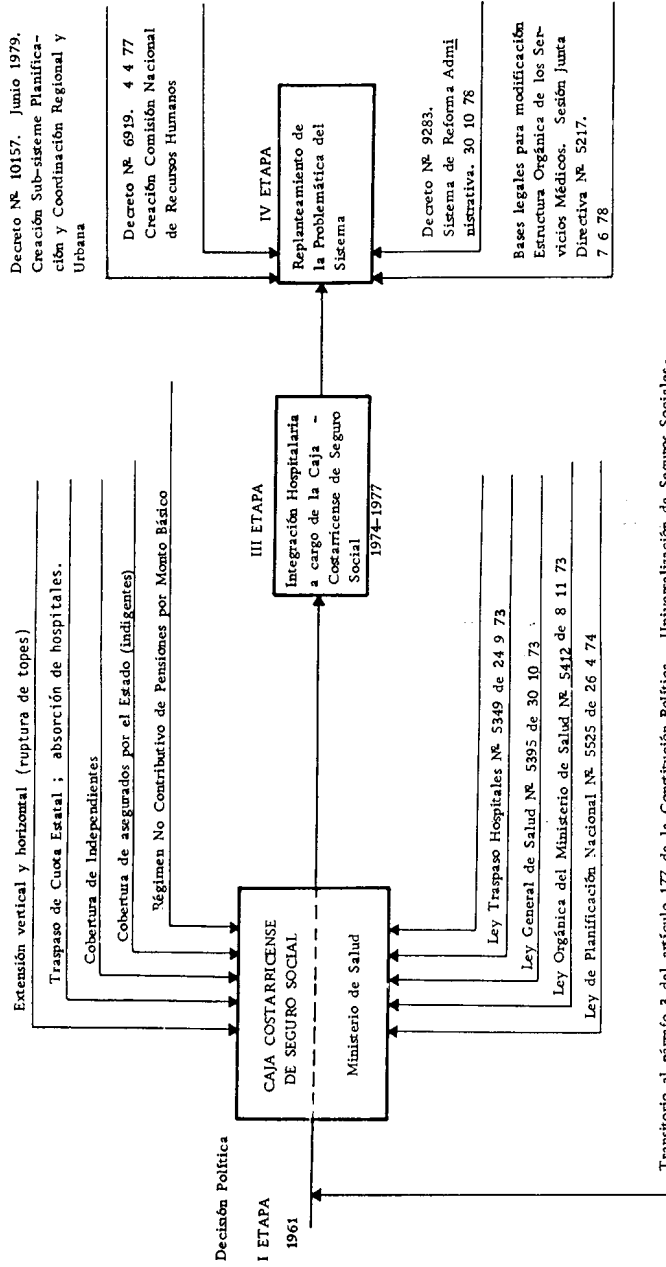 Extensión vertical y horizontal (ruptura de topes)
Traspaso de Cuota Estatal ; absorción de hospitales.
Cobertura de Independientes
Cobertura de asegurados por el Estado (indigentes)
Régimen No Contributivo de Pensiones por Monto Básico
Decisión Política
I ETAPA
1961
CAJA COSTARRICENSE
DE SEGURO SOCIAL
Ministerio de Salud
Ley Traspaso Hospitales Nº 5349 de 24 9 73
Ley General de Salud Nº 5395 de 30 10 73
Ley Orgánica del Ministerio de Salud Nº 5412 de 8 11 73
Ley de Planificación Nacional Nº 5525 de 26 4 74
III ETAPA
Integración Hospitalaria
a cargo de la Caja -
Costarricense de Seguro
Social
1974-1977
Decreto Nº 10157. Junio 1979.
Creación Sub-sisteme Planifica-
ción y Coordinación Regional y
Urbana
Decreto Nº 6919. 4 4 77
Creación Comisión Nacional
de Recursos Humanos
IV ETAPA
Replanteamiento de
la Problemática del
Sistema
Decreto Nº 9283.
Sistema de Reforma Admi
nistrativa. 30 10 78
Bases legales para modificación
Estructura Orgánica de los Ser-
vicios Médicos. Sesión Junta
Directiva Nº 5217.
7 6 78
Transitorio al párrafo 3 del artículo 177 de la Constitución Política. Universalización de Seguros Sociales.